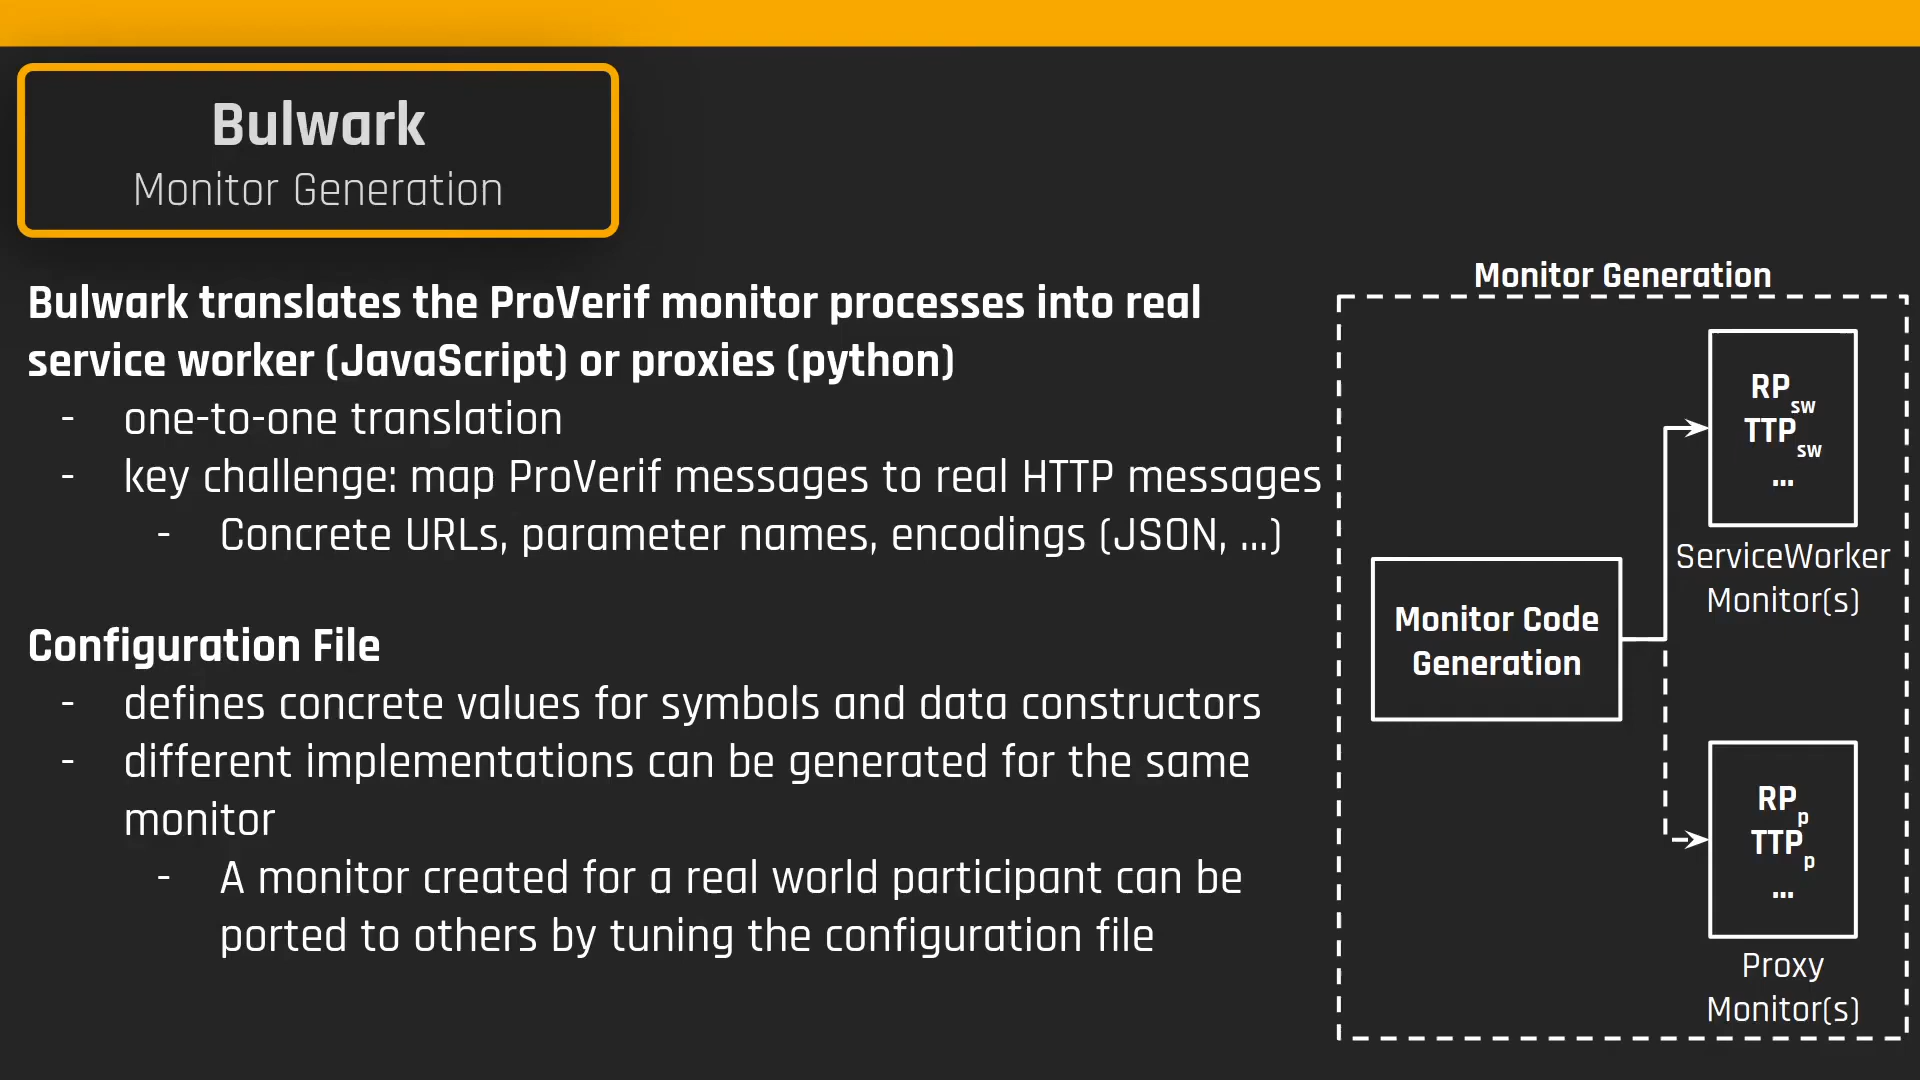 Bulwark
Monitor Generation
Bulwark translates the ProVerif monitor processes into real
service worker (JavaScript) or proxies (python)
- one-to-one translation
- key challenge: map ProVerif messages to real HTTP messages
- Concrete URLs, parameter names, encodings (JSON, ...)
Configuration File
- defines concrete values for symbols and data constructors
- different implementations can be generated for the same
monitor
- A monitor created for a real world participant can be
ported to others by tuning the configuration file
Monitor Generation
RPsw
TTPsw
...
ServiceWorker
Monitor(s)
Monitor Code
Generation
RPp
TTPp
...
Proxy
Monitor(s)